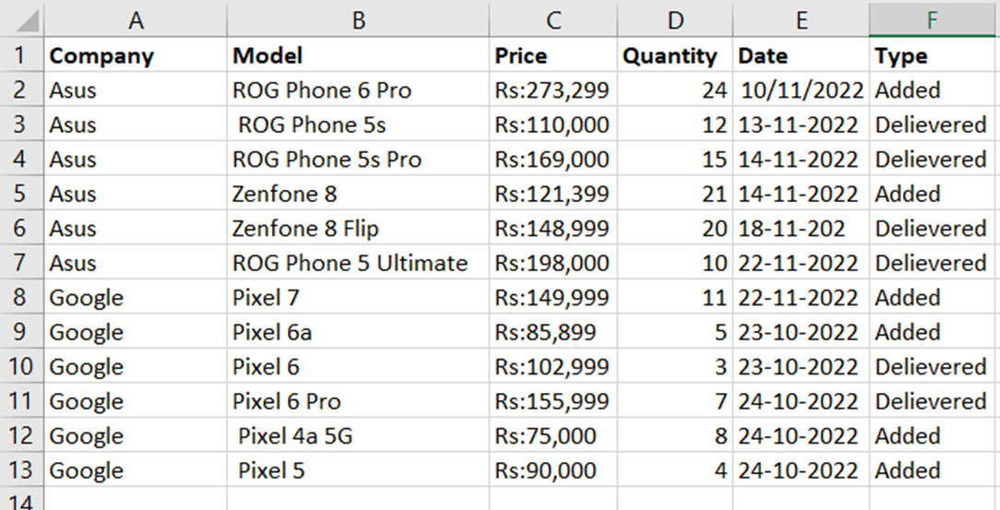 A B C D E F
1 Company Model Price Quantity Date Type
2 Asus ROG Phone 6 Pro Rs:273,299 24 10/11/2022 Added
3 Asus ROG Phone 5s Rs:110,000 12 13-11-2022 Delievered
4 Asus ROG Phone 5s Pro Rs:169,000 15 14-11-2022 Delievered
5 Asus Zenfone 8 Rs:121,399 21 14-11-2022 Added
6 Asus Zenfone 8 Flip Rs:148,999 20 18-11-202 Delievered
7 Asus ROG Phone 5 Ultimate Rs:198,000 10 22-11-2022 Delievered
8 Google Pixel 7 Rs:149,999 11 22-11-2022 Added
9 Google Pixel 6a Rs:85,899 5 23-10-2022 Added
10 Google Pixel 6 Rs:102,999 3 23-10-2022 Delievered
11 Google Pixel 6 Pro Rs:155,999 7 24-10-2022 Delievered
12 Google Pixel 4a 5G Rs:75,000 8 24-10-2022 Added
13 Google Pixel 5 Rs:90,000 4 24-10-2022 Added
14